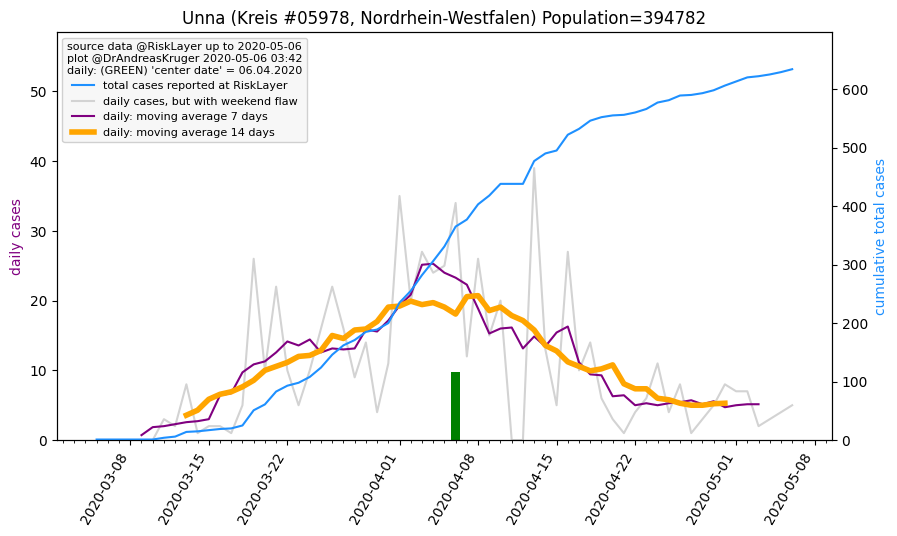 Unna (Kreis #05978, Nordrhein-Westfalen) Population=394782
source data @RiskLayer up to 2020-05-06
plot @DrAndreasKruger 2020-05-06 03:42
daily: (GREEN) 'center date' = 06.04.2020
total cases reported at RiskLayer
daily cases, but with weekend flaw
daily: moving average 7 days
daily: moving average 14 days
daily cases
50
40
30
20
10
0
600
500
400
300
200
100
0
cumulative total cases
2020-03-08
2020-03-15
2020-03-22
2020-04-01
2020-04-08
2020-04-15
2020-04-22
2020-05-01
2020-05-08